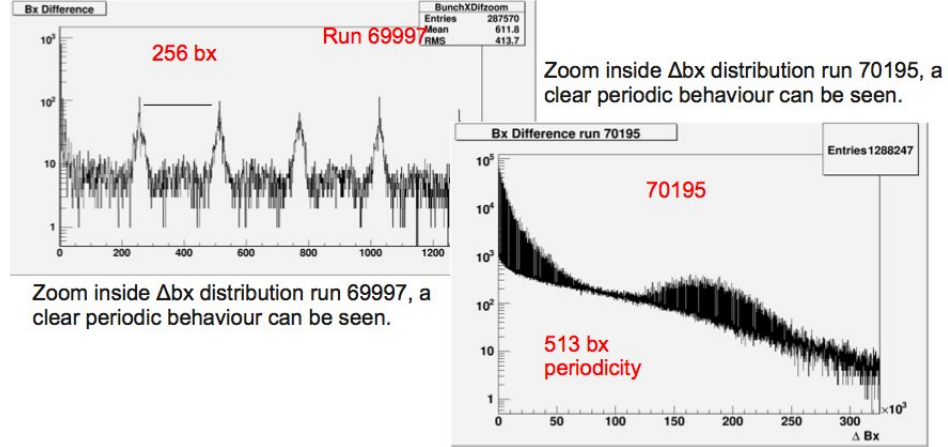 Bx Difference
BunchXDifzoom
Entries 287570
Mean 611.8
RMS 413.7
Run 69997
256 bx
10³
10²
10
1
0 200 400 600 800 1000 1200
Zoom inside Δbx distribution run 69997, a
clear periodic behaviour can be seen.
Zoom inside Δbx distribution run 70195, a
clear periodic behaviour can be seen.
Bx Difference run 70195
Entries1288247
70195
10⁵
10⁴
10³
10²
10
1
513 bx
periodicity
0 50 100 150 200 250 300
×10³
Δ Bx